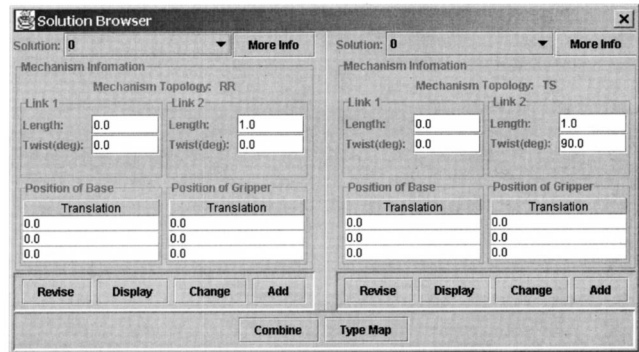 Solution Browser
Solution: 0 More Info
Mechanism Infomation
Mechanism Topology: RR
Link 1 Link 2
Length: 0.0 Length: 1.0
Twist(deg): 0.0 Twist(deg): 0.0
Position of Base Position of Gripper
Translation Translation
0.0 0.0
0.0 0.0
0.0 0.0
Revise Display Change Add
Solution: 0 More Info
Mechanism Infomation
Mechanism Topology: TS
Link 1 Link 2
Length: 0.0 Length: 1.0
Twist(deg): 0.0 Twist(deg): 90.0
Position of Base Position of Gripper
Translation Translation
0.0 0.0
0.0 0.0
0.0 0.0
Revise Display Change Add
Combine Type Map